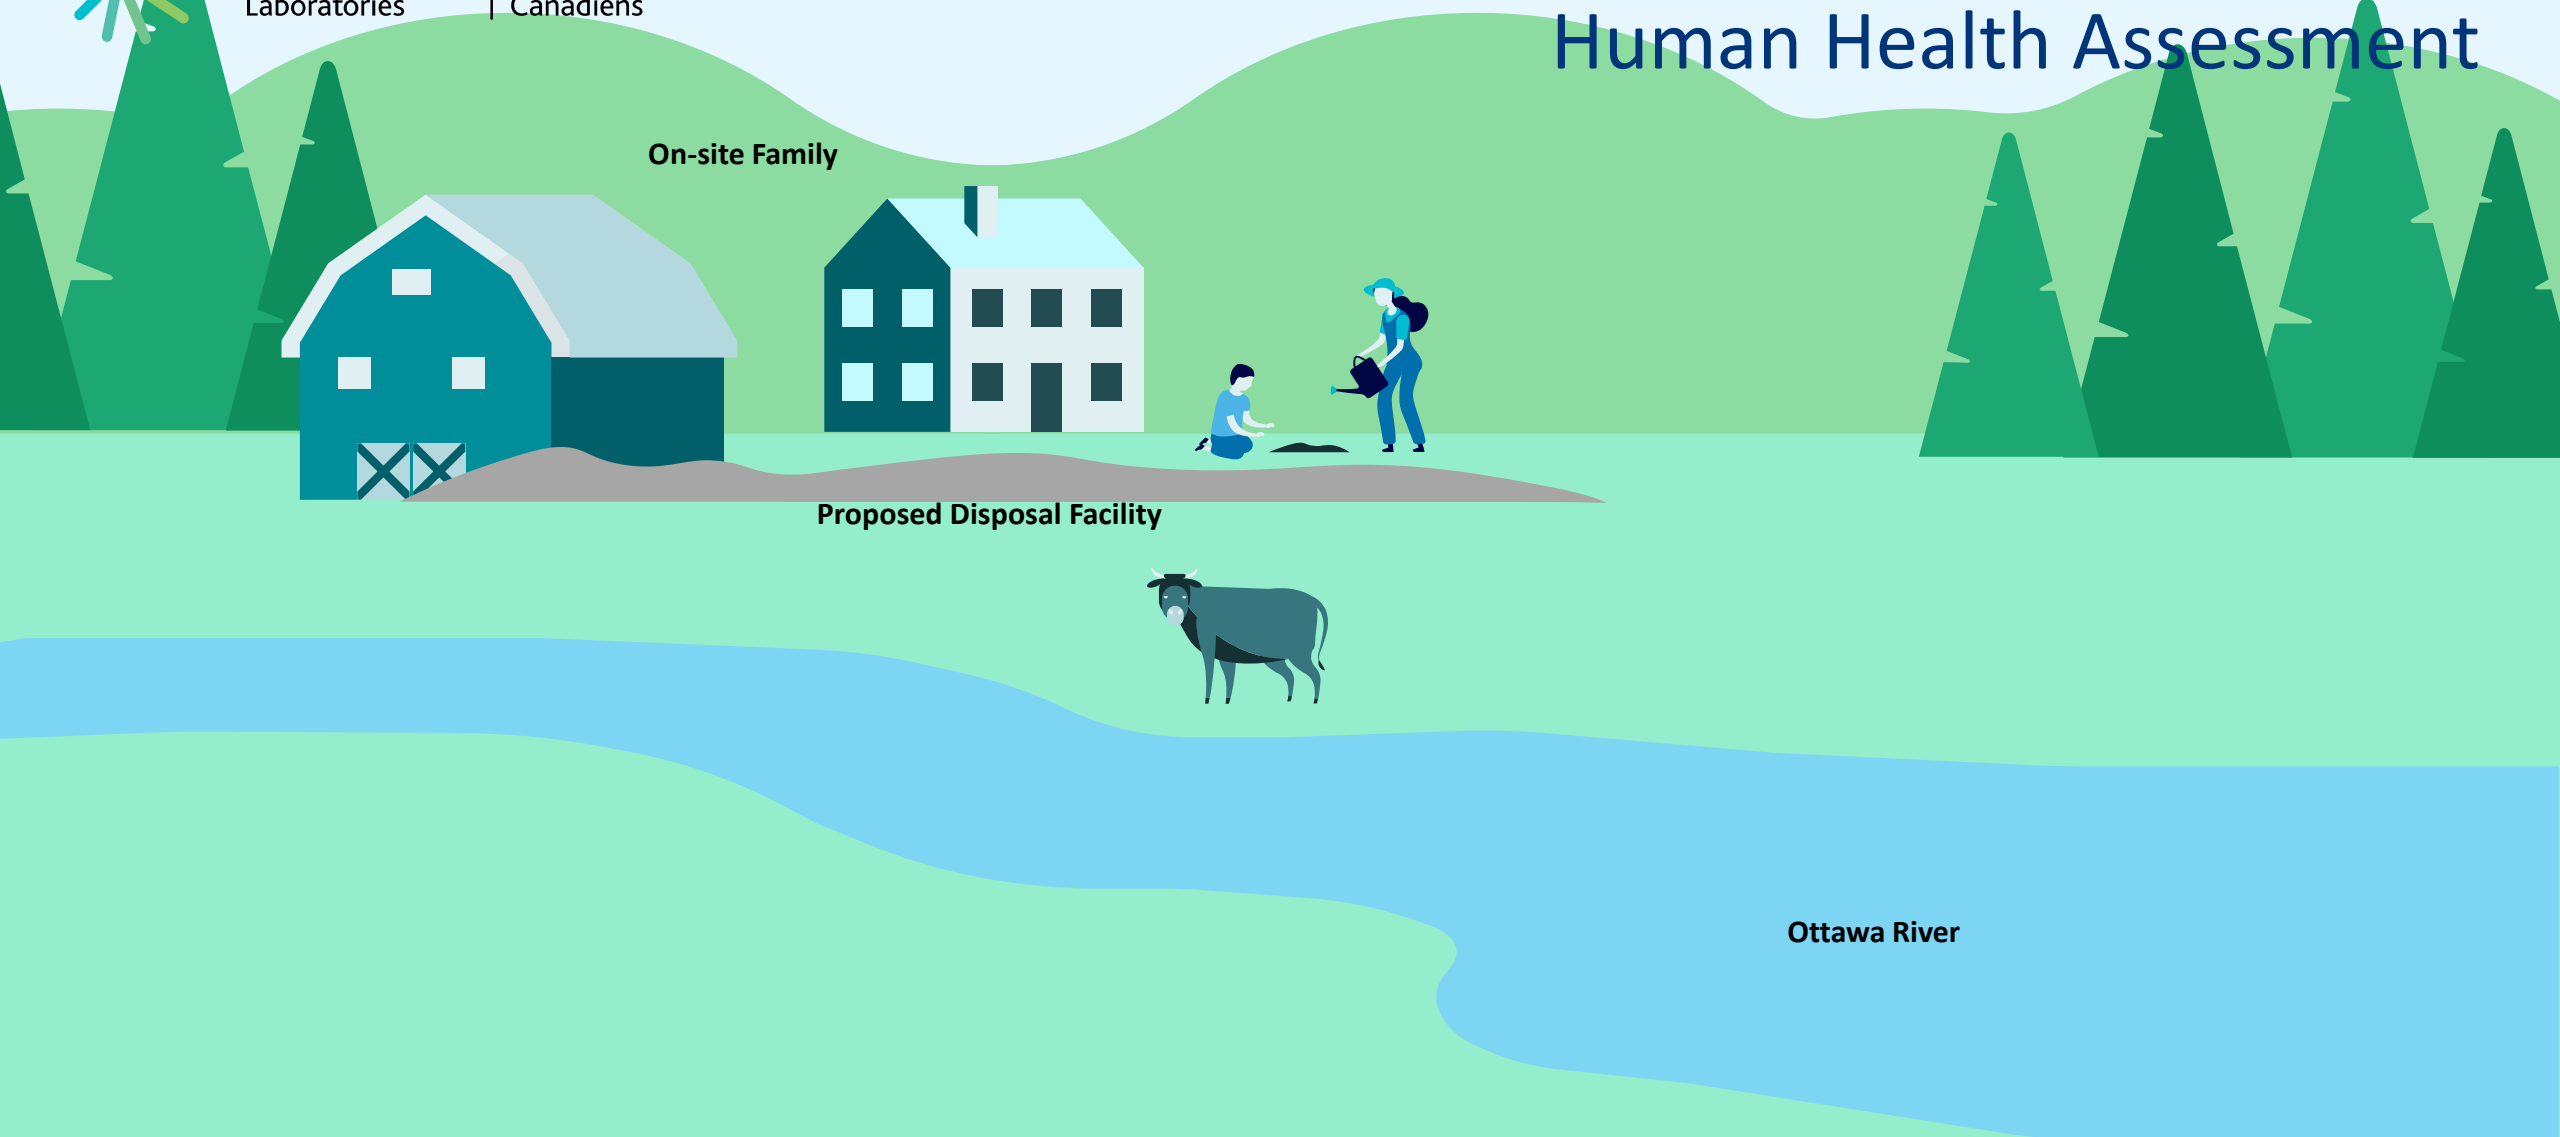 Laboratories | Canadiens
Human Health Assessment
On-site Family
Proposed Disposal Facility
Ottawa River